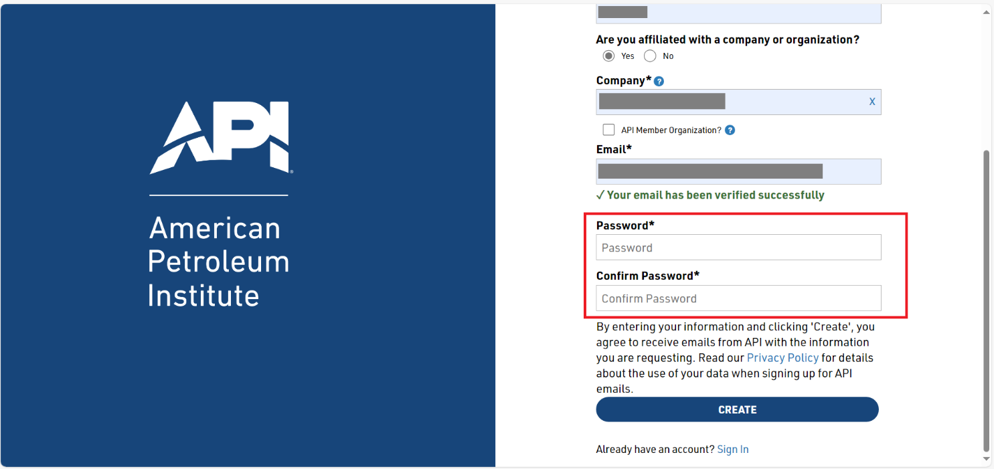 API
®
American
Petroleum
Institute
Are you affiliated with a company or organization?
Yes No
Company* ?
X
API Member Organization? ?
Email*
✓ Your email has been verified successfully
Password*
Password
Confirm Password*
Confirm Password
By entering your information and clicking 'Create', you
agree to receive emails from API with the information
you are requesting. Read our Privacy Policy for details
about the use of your data when signing up for API
emails.
CREATE
Already have an account? Sign In